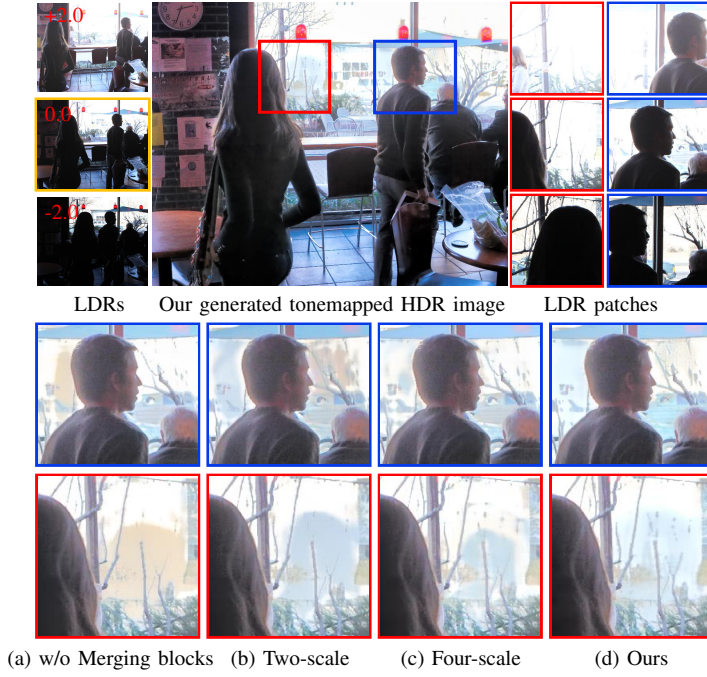 +2.0
0.0
-2.0
LDRs
Our generated tonemapped HDR image
LDR patches
(a) w/o Merging blocks
(b) Two-scale
(c) Four-scale
(d) Ours